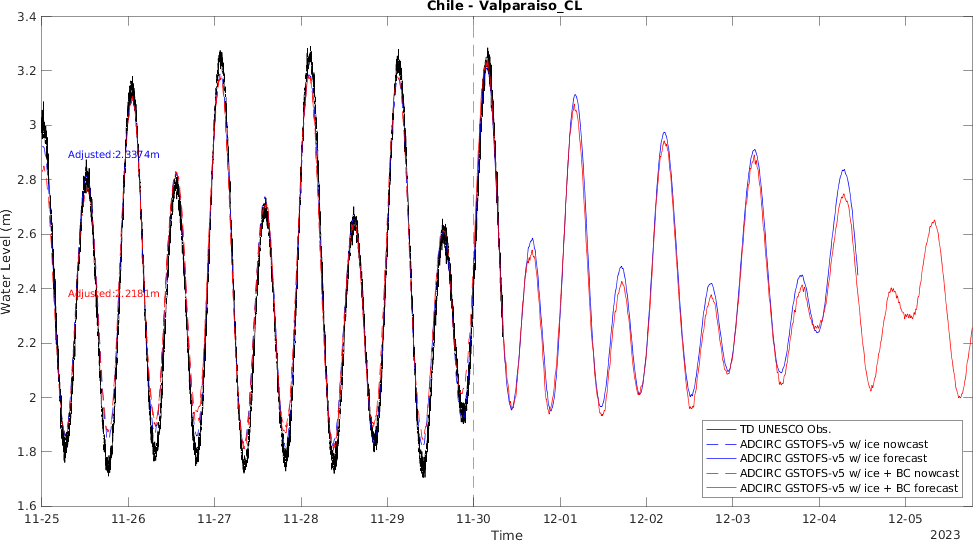 Chile - Valparaiso_CL
3.4
3.2
3
2.8
2.6
2.4
2.2
2
1.8
1.6
Water Level (m)
Adjusted:2.3374m
Adjusted:2.2181m
TD UNESCO Obs.
ADCIRC GSTOFS-v5 w/ ice nowcast
ADCIRC GSTOFS-v5 w/ ice forecast
ADCIRC GSTOFS-v5 w/ ice + BC nowcast
ADCIRC GSTOFS-v5 w/ ice + BC forecast
11-25 11-26 11-27 11-28 11-29 11-30 12-01 12-02 12-03 12-04 12-05
Time
2023